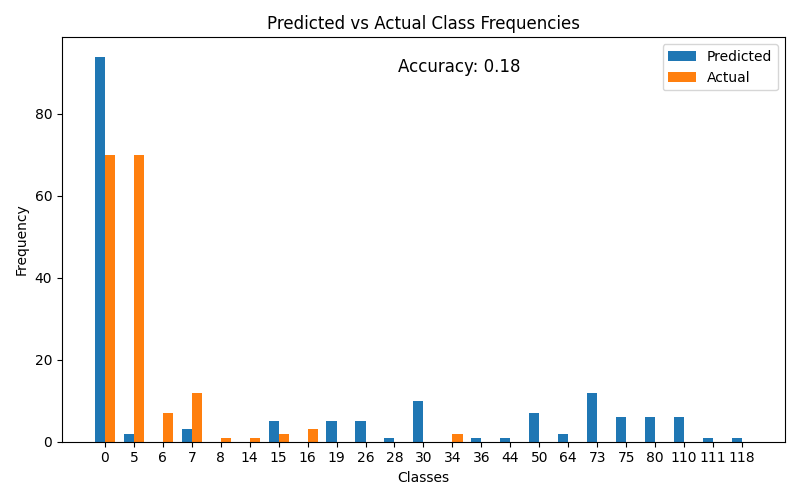 Predicted vs Actual Class Frequencies
Accuracy: 0.18
Predicted
Actual
Frequency
80
60
40
20
0
0 5 6 7 8 14 15 16 19 26 28 30 34 36 44 50 64 73 75 80 110 111 118
Classes